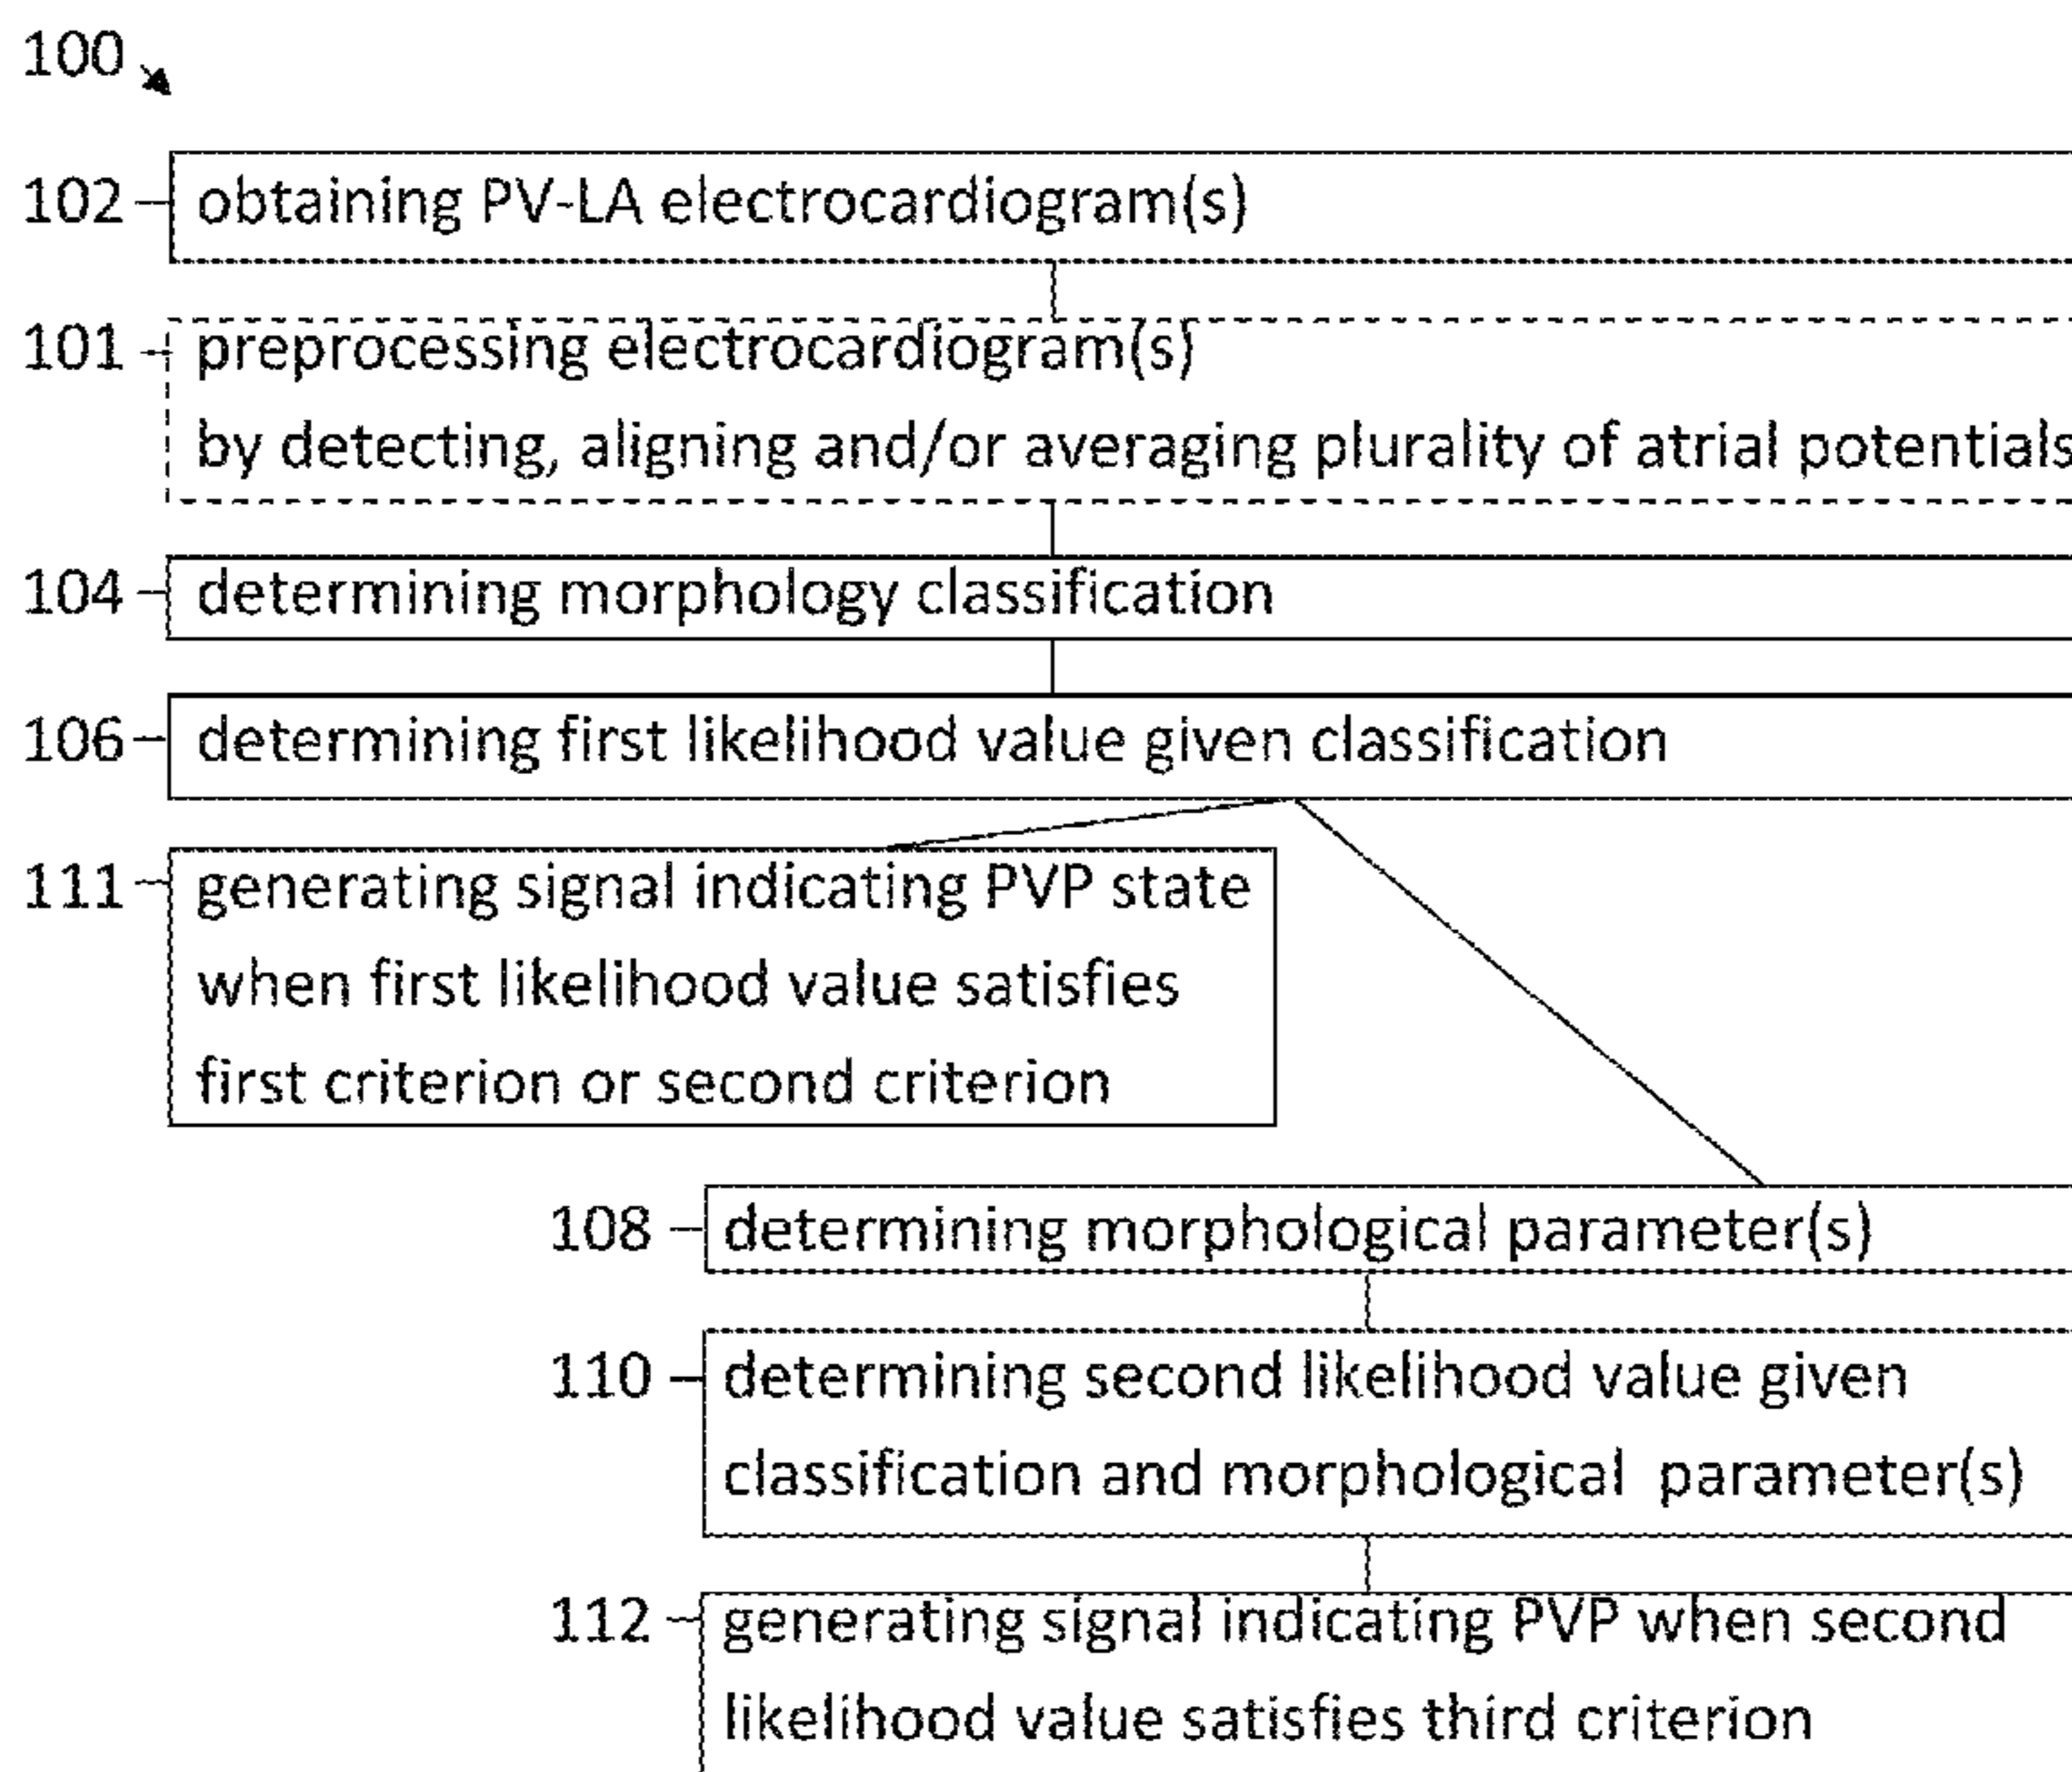 100
102 obtaining PV-LA electrocardiogram(s)
101 preprocessing electrocardiogram(s)
by detecting, aligning and/or averaging plurality of atrial potentials
104 determining morphology classification
106 determining first likelihood value given classification
111 generating signal indicating PVP state
when first likelihood value satisfies
first criterion or second criterion
108 determining morphological parameter(s)
110 determining second likelihood value given
classification and morphological parameter(s)
112 generating signal indicating PVP when second
likelihood value satisfies third criterion